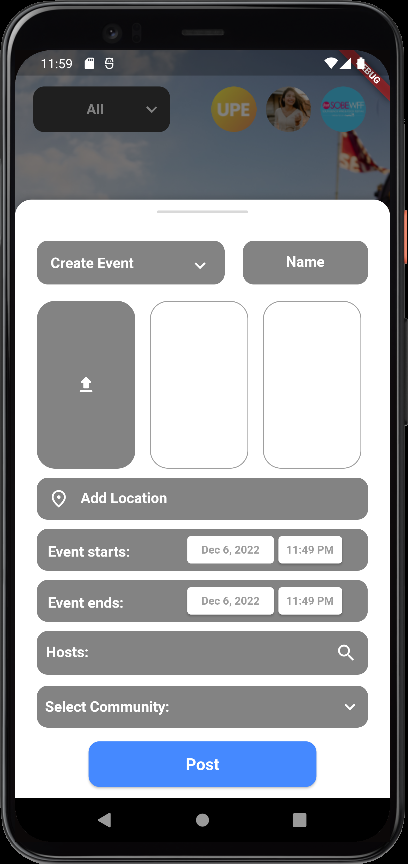 11:59
DEBUG
All
UPE
SOBEWFF
Create Event
Name
Add Location
Event starts:
Dec 6, 2022
11:49 PM
Event ends:
Dec 6, 2022
11:49 PM
Hosts:
Select Community:
Post